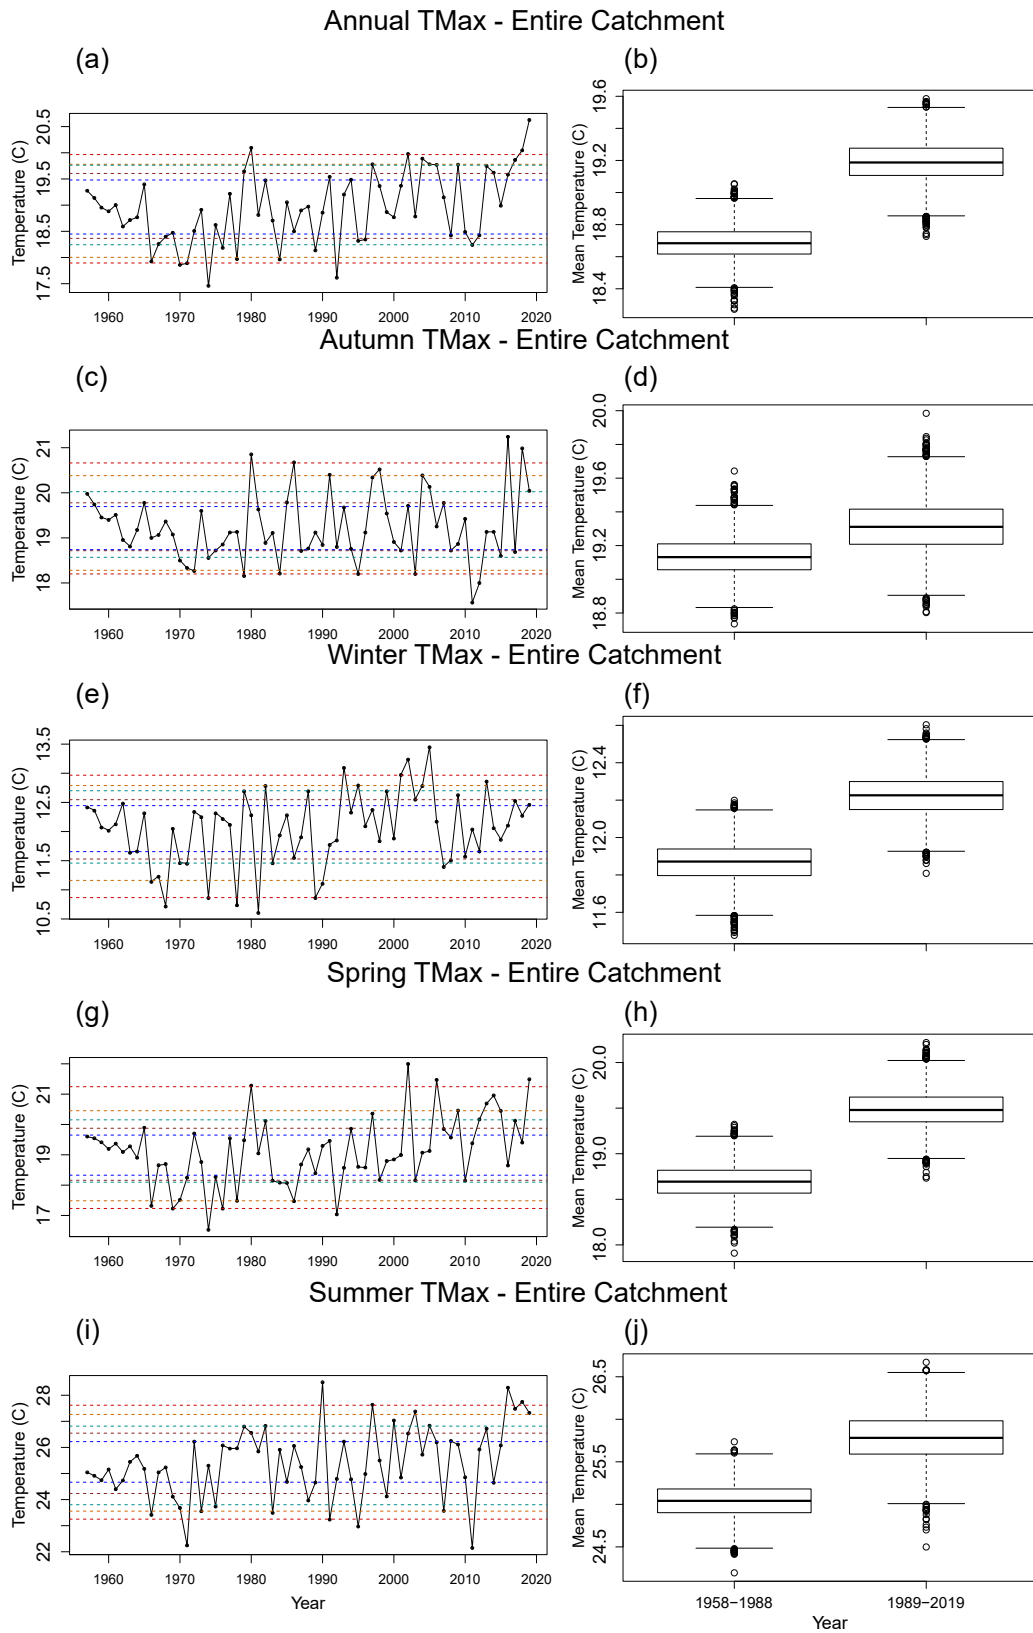 Annual TMax - Entire Catchment
(a)
(b)
Temperature (C)
17.5 18.5 19.5 20.5
1960 1970 1980 1990 2000 2010 2020
Mean Temperature (C)
18.4 18.8 19.2 19.6
Autumn TMax - Entire Catchment
(c)
(d)
Temperature (C)
18 19 20 21
1960 1970 1980 1990 2000 2010 2020
Mean Temperature (C)
18.8 19.2 19.6 20.0
Winter TMax - Entire Catchment
(e)
(f)
Temperature (C)
10.5 11.5 12.5 13.5
1960 1970 1980 1990 2000 2010 2020
Mean Temperature (C)
11.6 12.0 12.4
Spring TMax - Entire Catchment
(g)
(h)
Temperature (C)
17 19 21
1960 1970 1980 1990 2000 2010 2020
Mean Temperature (C)
18.0 19.0 20.0
Summer TMax - Entire Catchment
(i)
(j)
Temperature (C)
22 24 26 28
1960 1970 1980 1990 2000 2010 2020
Year
Mean Temperature (C)
24.5 25.5 26.5
1958−1988 1989−2019
Year